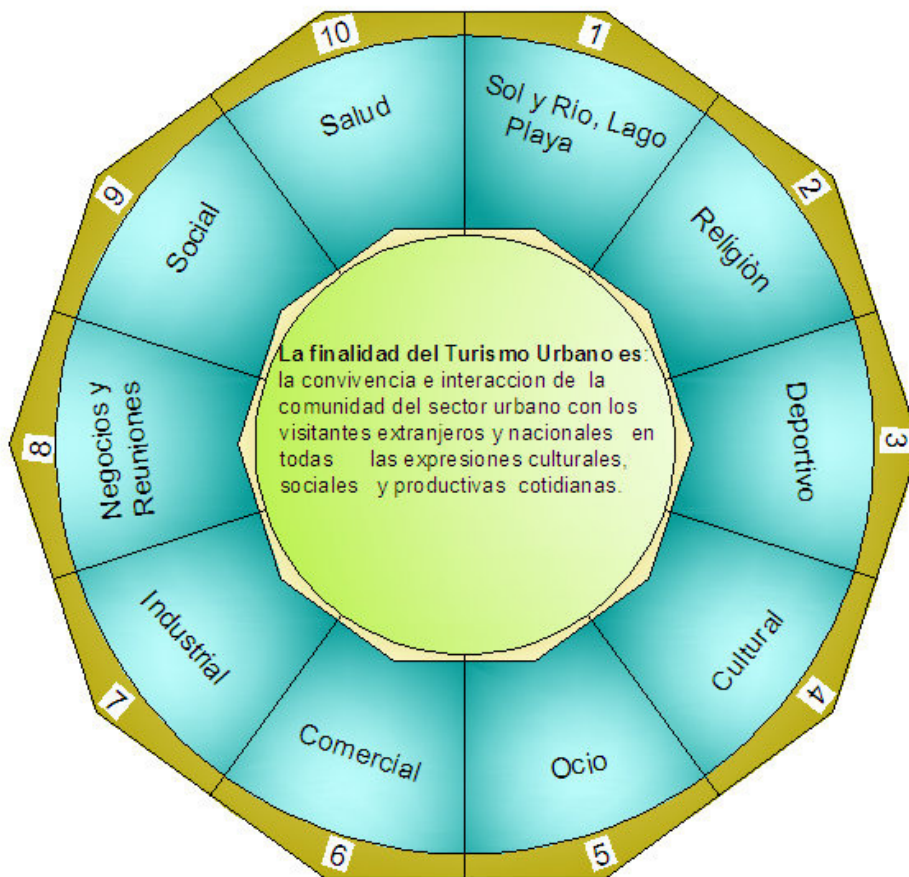 1
Sol y Rio, Lago
Playa
2
Religiòn
3
Deportivo
4
Cultural
5
Ocio
6
Comercial
7
Industrial
8
Negocios y
Reuniones
9
Social
10
Salud
La finalidad del Turismo Urbano es:
la convivencia e interaccion de la
comunidad del sector urbano con los
visitantes extranjeros y nacionales en
todas las expresiones culturales,
sociales y productivas cotidianas.